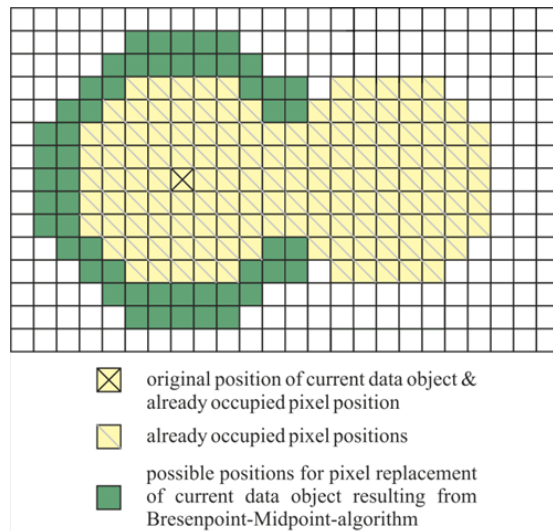 original position of current data object &
already occupied pixel position
already occupied pixel positions
possible positions for pixel replacement
of current data object resulting from
Bresenpoint-Midpoint-algorithm